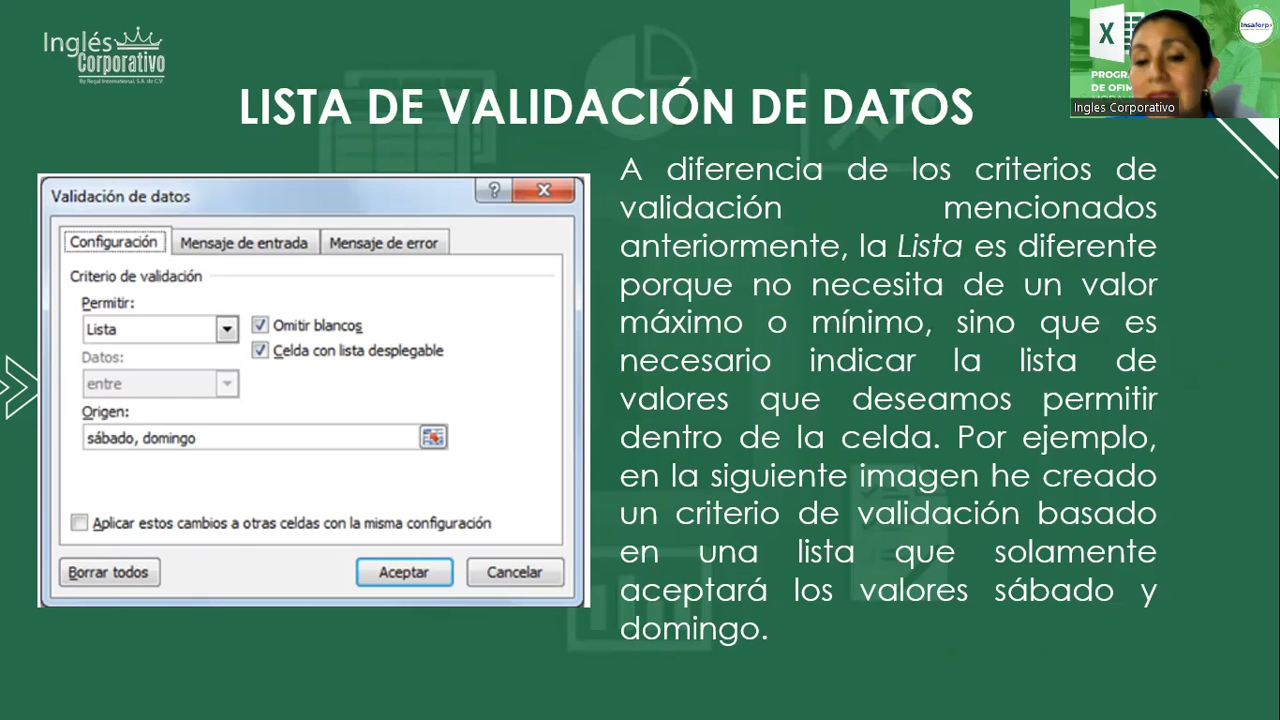 Inglés
Corporativo
By Regal International, S.A. de C.V.
LISTA DE VALIDACIÓN DE DATOS
X
Insaforp
PROGRA
DE OFIM
Ingles Corporativo
Validación de datos
?
Configuración
Mensaje de entrada
Mensaje de error
Criterio de validación
Permitir:
Lista
Omitir blancos
Celda con lista desplegable
Datos:
entre
Origen:
sábado, domingo
Aplicar estos cambios a otras celdas con la misma configuración
Borrar todos
Aceptar
Cancelar
A diferencia de los criterios de
validación mencionados
anteriormente, la Lista es diferente
porque no necesita de un valor
máximo o mínimo, sino que es
necesario indicar la lista de
valores que deseamos permitir
dentro de la celda. Por ejemplo,
en la siguiente imagen he creado
un criterio de validación basado
en una lista que solamente
aceptará los valores sábado y
domingo.